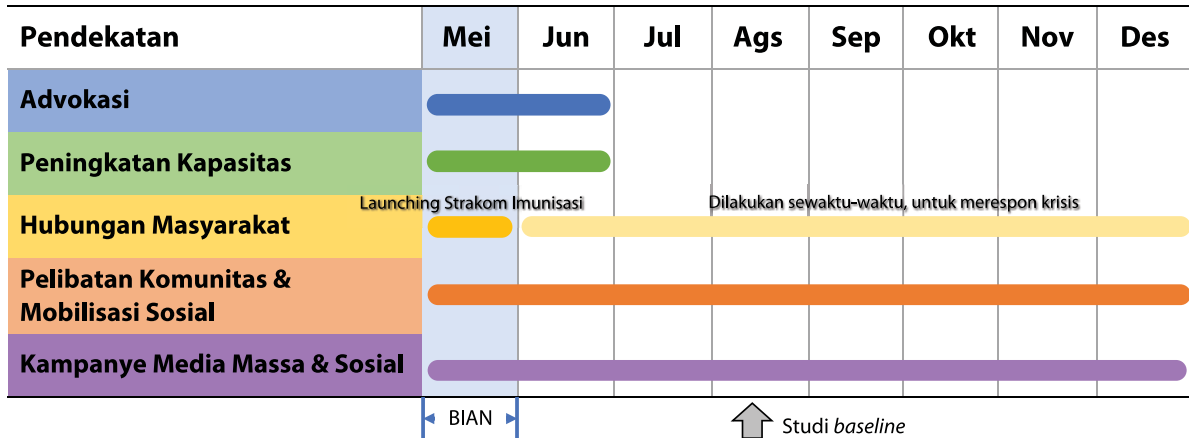 Pendekatan Mei Jun Jul Ags Sep Okt Nov Des
Advokasi
Peningkatan Kapasitas
Launching Strakom Imunisasi Dilakukan sewaktu-waktu, untuk merespon krisis
Hubungan Masyarakat
Pelibatan Komunitas &
Mobilisasi Sosial
Kampanye Media Massa & Sosial
BIAN
Studi baseline